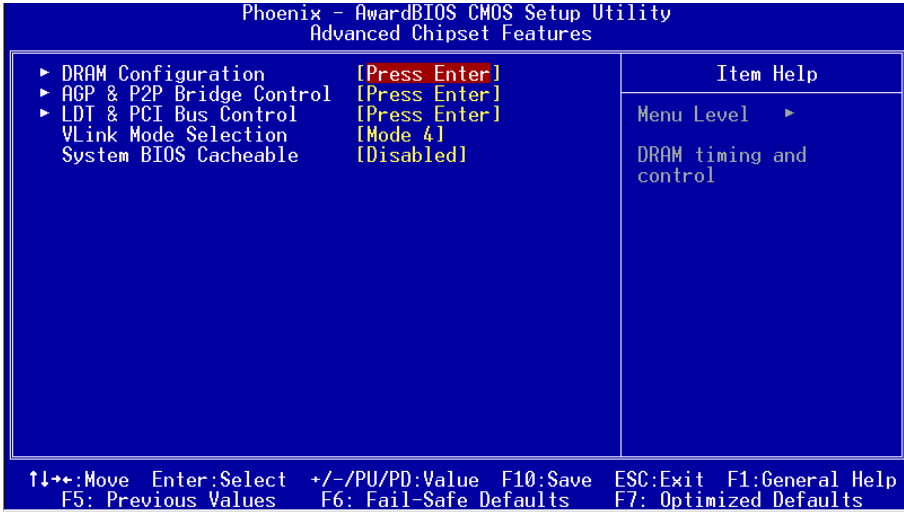 Phoenix - AwardBIOS CMOS Setup Utility
Advanced Chipset Features
► DRAM Configuration [Press Enter]
► AGP & P2P Bridge Control [Press Enter]
► LDT & PCI Bus Control [Press Enter]
VLink Mode Selection [Mode 4]
System BIOS Cacheable [Disabled]
Item Help
Menu Level ►
DRAM timing and
control
↑↓→←:Move Enter:Select +/-/PU/PD:Value F10:Save ESC:Exit F1:General Help
F5: Previous Values F6: Fail-Safe Defaults F7: Optimized Defaults